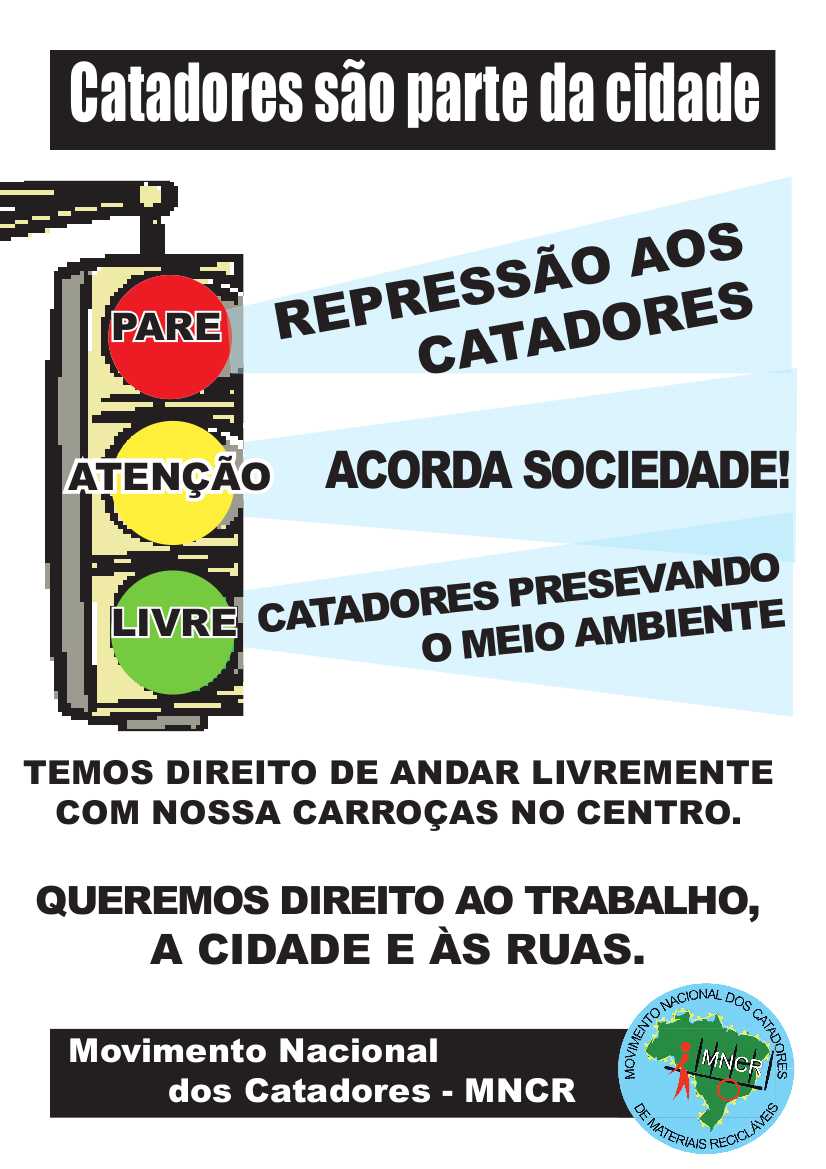 Catadores são parte da cidade
PARE
REPRESSÃO AOS
CATADORES
ATENÇÃO
ACORDA SOCIEDADE!
LIVRE
CATADORES PRESEVANDO
O MEIO AMBIENTE
TEMOS DIREITO DE ANDAR LIVREMENTE
COM NOSSA CARROÇAS NO CENTRO.
QUEREMOS DIREITO AO TRABALHO,
A CIDADE E ÀS RUAS.
Movimento Nacional
dos Catadores - MNCR
MOVIMENTO NACIONAL DOS CATADORES
MNCR
DE MATERIAIS RECICLÁVEIS